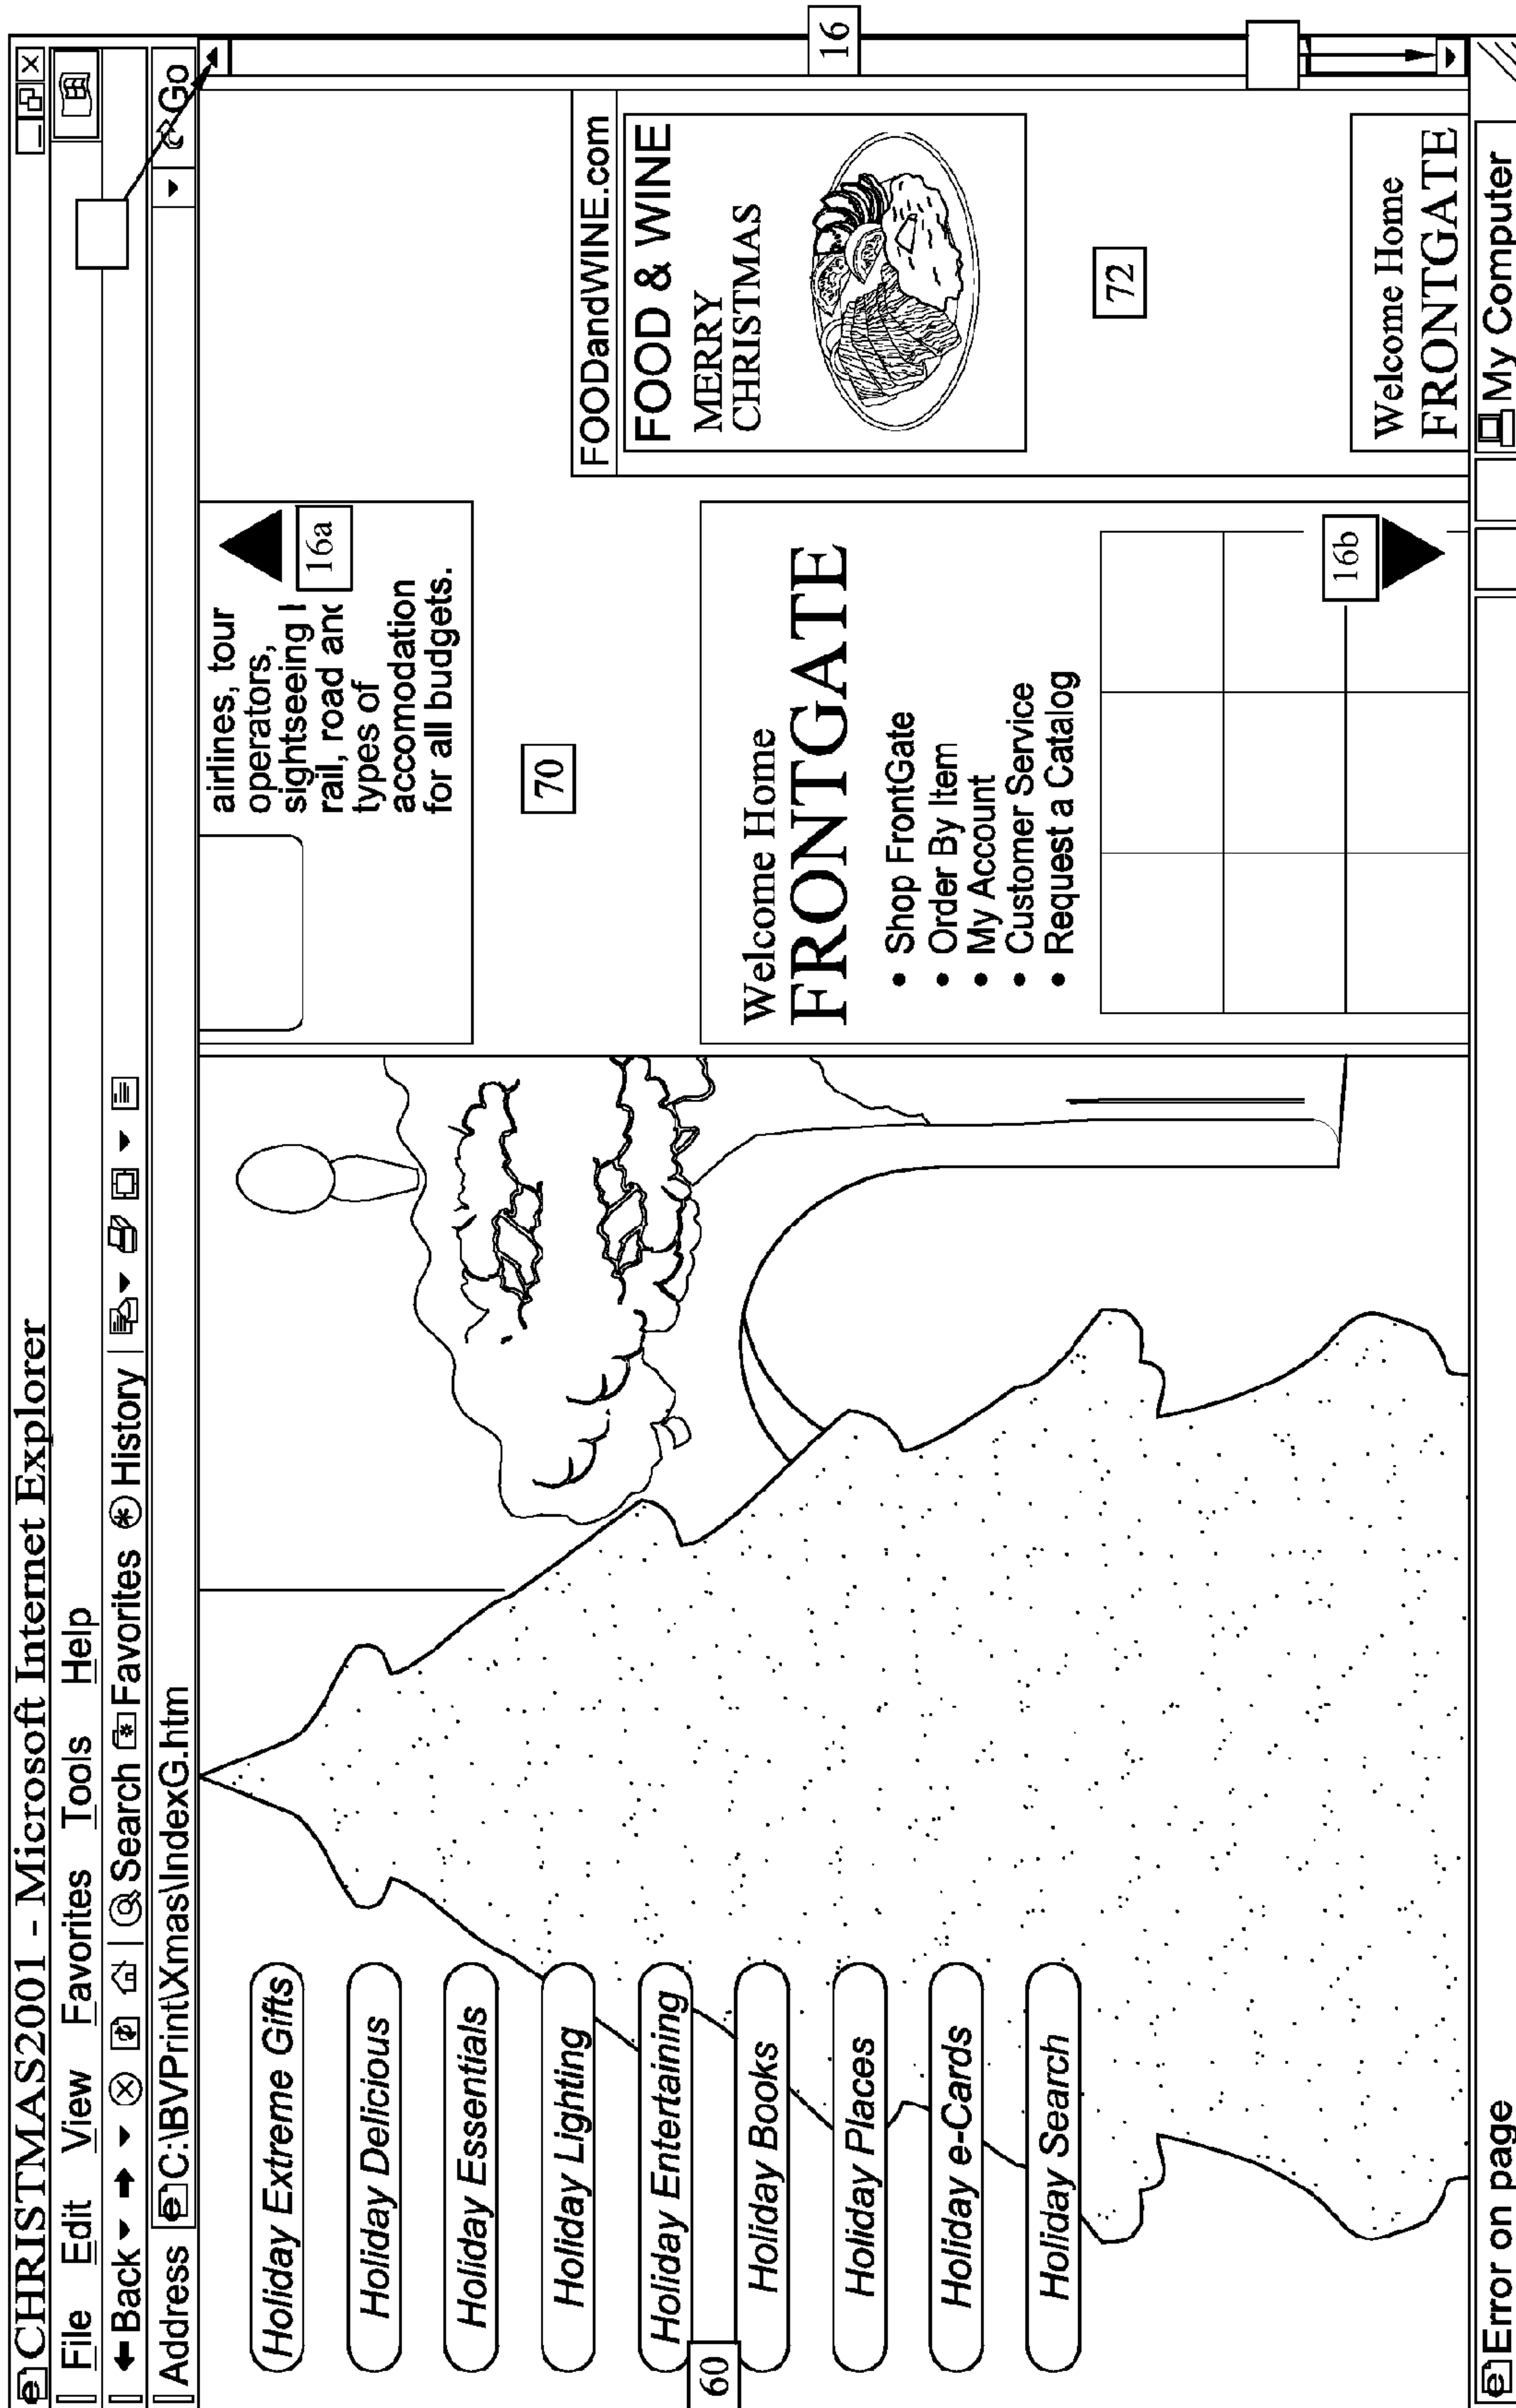 CHRISTMAS2001 - Microsoft Internet Explorer
File Edit View Favorites Tools Help
Back Search Favorites History
Address C:\BVPrint\Xmas\IndexG.htm Go
Holiday Extreme Gifts
Holiday Delicious
Holiday Essentials
Holiday Lighting
Holiday Entertaining
60
Holiday Books
Holiday Places
Holiday e-Cards
Holiday Search
airlines, tour
operators,
sightseeing
rail, road and
types of
accomodation
for all budgets.
16a
70
Welcome Home
FRONTGATE
• Shop FrontGate
• Order By Item
• My Account
• Customer Service
• Request a Catalog
16b
FOODandWINE.com
FOOD & WINE
MERRY
CHRISTMAS
72
Welcome Home
FRONTGATE
16
Error on page My Computer